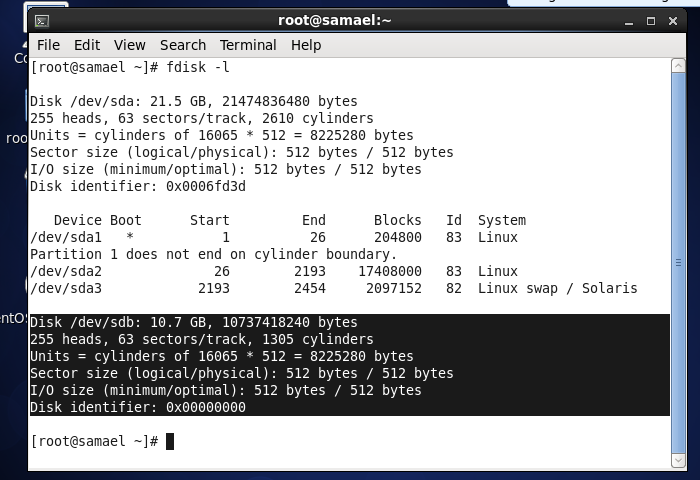 root@samael:~
File Edit View Search Terminal Help
[root@samael ~]# fdisk -l
Disk /dev/sda: 21.5 GB, 21474836480 bytes
255 heads, 63 sectors/track, 2610 cylinders
Units = cylinders of 16065 * 512 = 8225280 bytes
Sector size (logical/physical): 512 bytes / 512 bytes
I/O size (minimum/optimal): 512 bytes / 512 bytes
Disk identifier: 0x0006fd3d
Device Boot Start End Blocks Id System
/dev/sda1 * 1 26 204800 83 Linux
Partition 1 does not end on cylinder boundary.
/dev/sda2 26 2193 17408000 83 Linux
/dev/sda3 2193 2454 2097152 82 Linux swap / Solaris
Disk /dev/sdb: 10.7 GB, 10737418240 bytes
255 heads, 63 sectors/track, 1305 cylinders
Units = cylinders of 16065 * 512 = 8225280 bytes
Sector size (logical/physical): 512 bytes / 512 bytes
I/O size (minimum/optimal): 512 bytes / 512 bytes
Disk identifier: 0x00000000
[root@samael ~]#